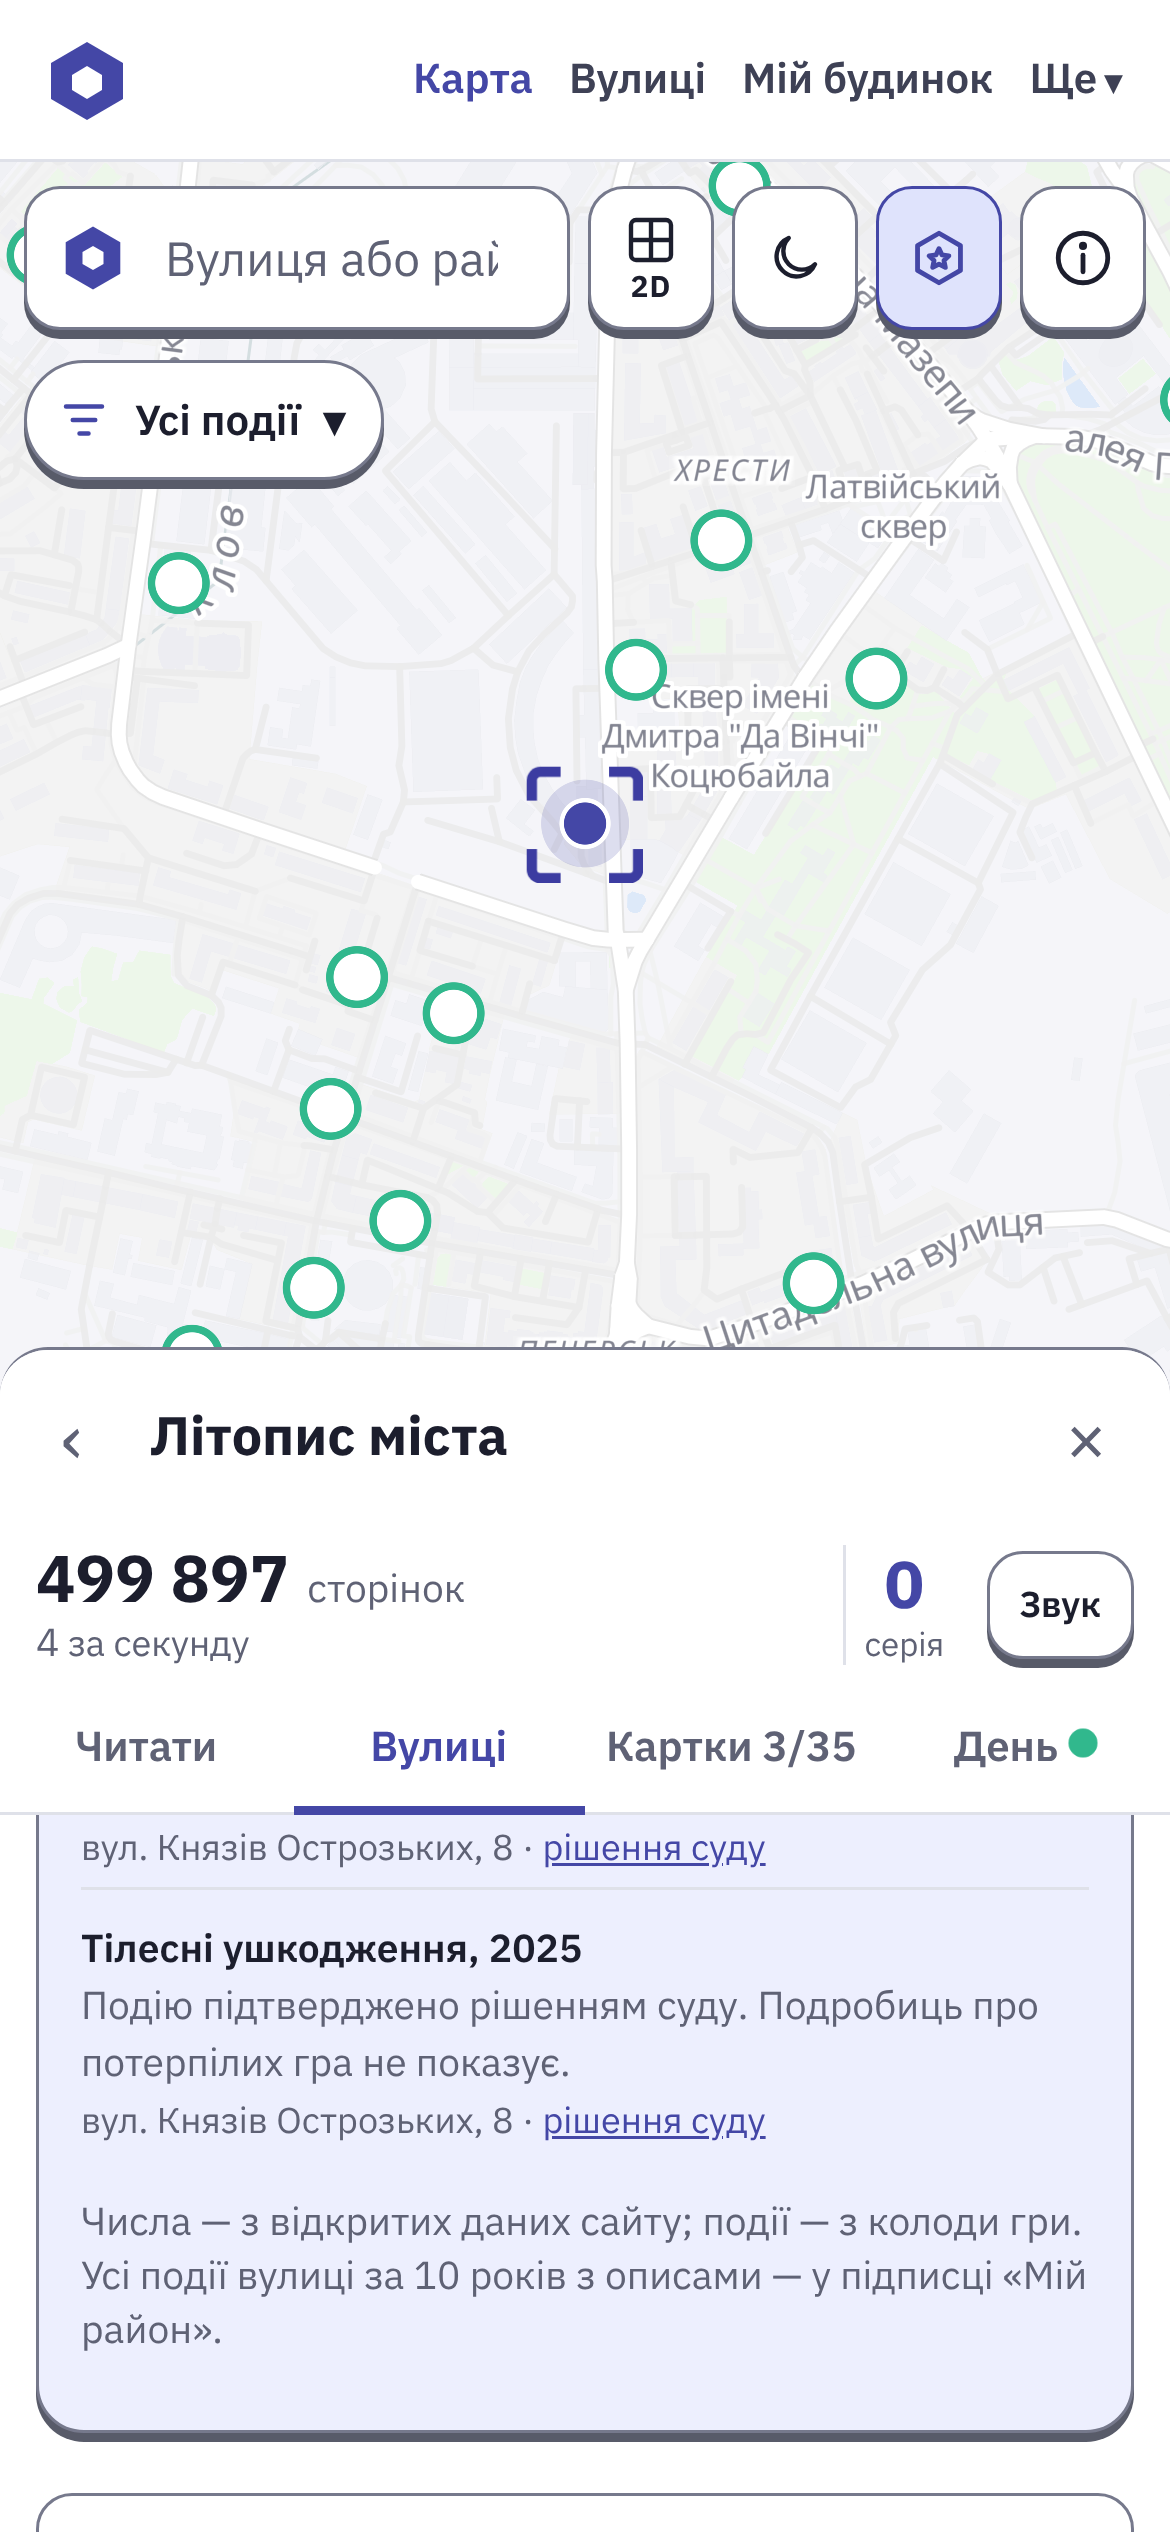 Карта Вулиці Мій будинок Ще ▾
Вулиця або рай
2D
Усі події ▼
Мазепи
алея
ХРЕСТИ
Латвійський
сквер
Сквер імені
Дмитра "Да Вінчі"
Коцюбайла
Цитадельна вулиця
ПЕЧЕРСЬК
‹ Літопис міста ×
499 897 сторінок
4 за секунду
0
серія
Звук
Читати Вулиці Картки 3/35 День
вул. Князів Острозьких, 8 · рішення суду
Тілесні ушкодження, 2025
Подію підтверджено рішенням суду. Подробиць про
потерпілих гра не показує.
вул. Князів Острозьких, 8 · рішення суду
Числа — з відкритих даних сайту; події — з колоди гри.
Усі події вулиці за 10 років з описами — у підписці «Мій
район».